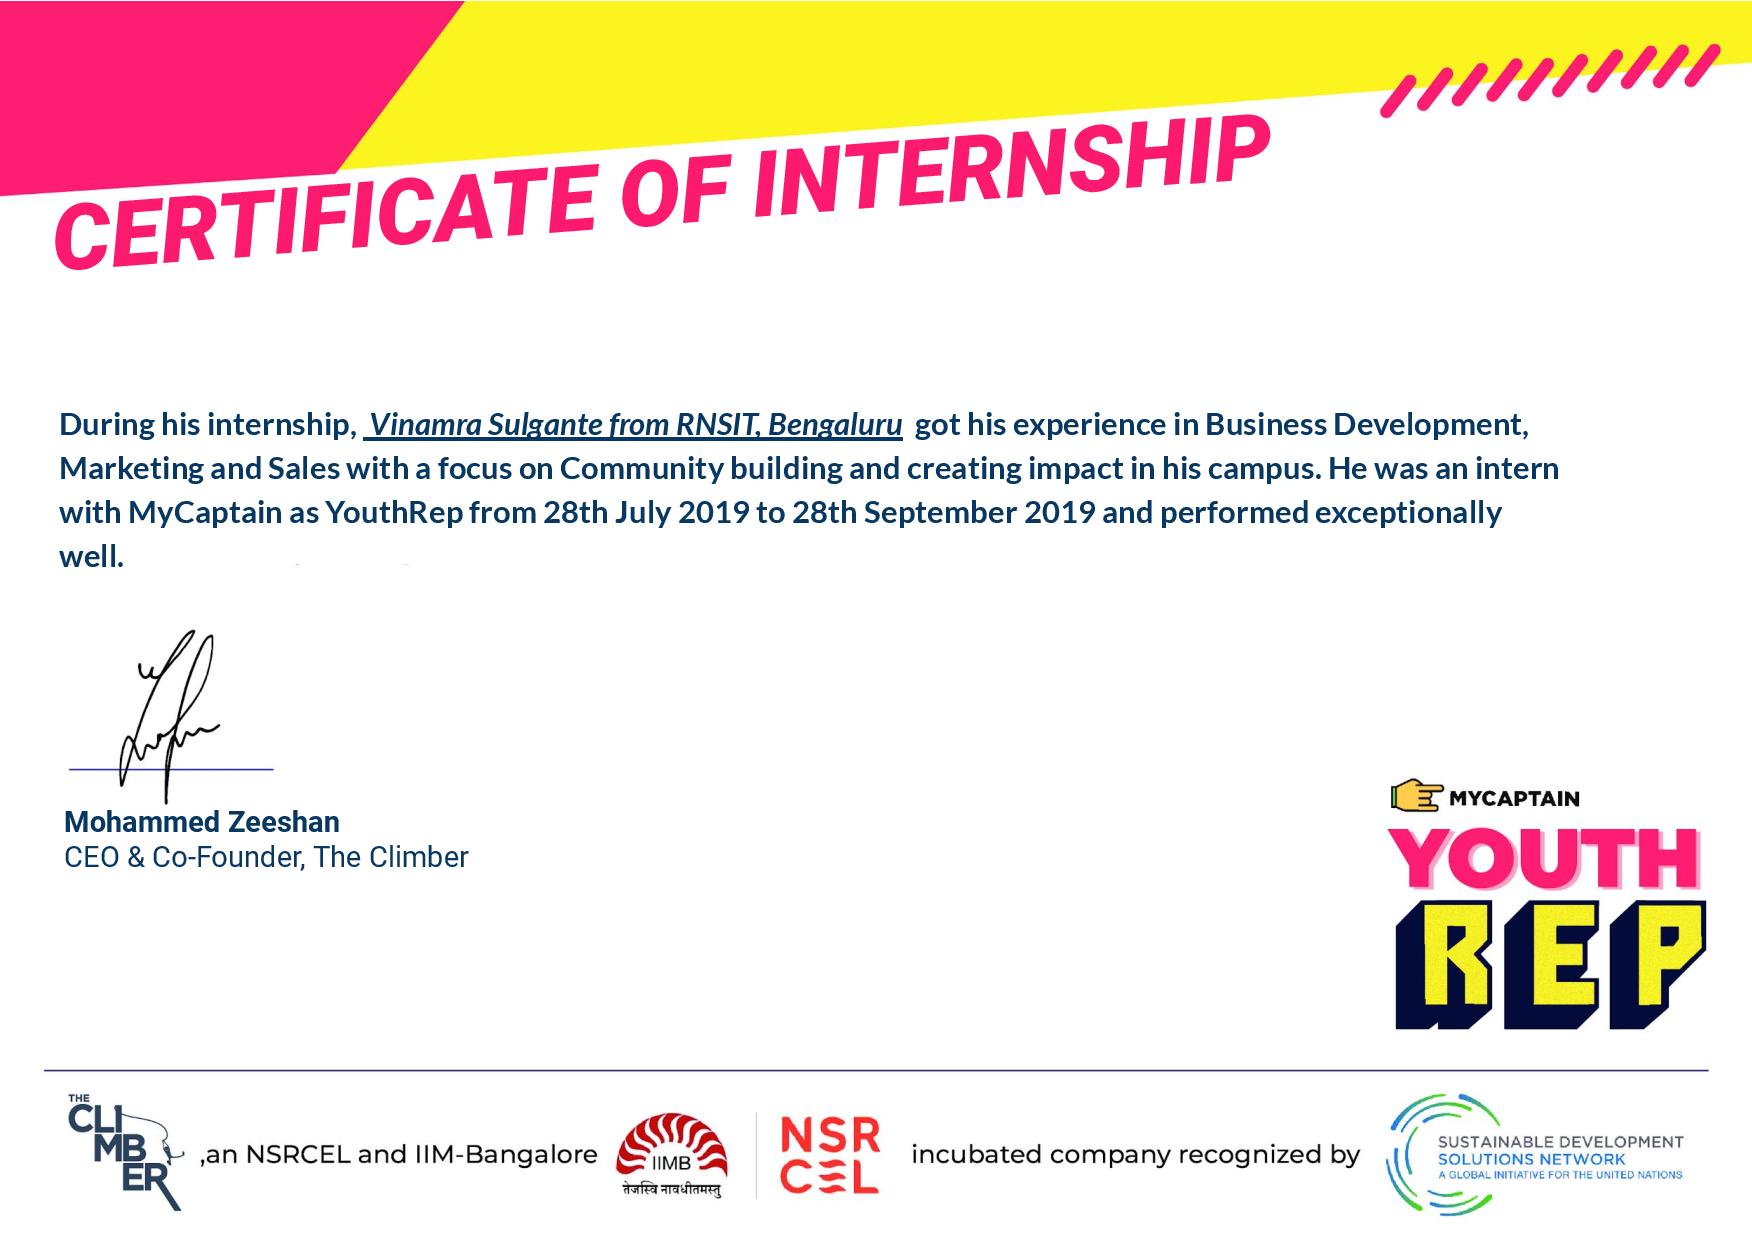 CERTIFICATE OF INTERNSHIP
During his internship, Vinamra Sulgante from RNSIT, Bengaluru got his experience in Business Development,
Marketing and Sales with a focus on Community building and creating impact in his campus. He was an intern
with MyCaptain as YouthRep from 28th July 2019 to 28th September 2019 and performed exceptionally
well.
Mohammed Zeeshan
CEO & Co-Founder, The Climber
MYCAPTAIN
YOUTH
REP
THE
CLI
MB
ER
,an NSRCEL and IIM-Bangalore
IIMB
तेजस्वि नावधीतमस्तु
NSR
CEL
incubated company recognized by
SUSTAINABLE DEVELOPMENT
SOLUTIONS NETWORK
A GLOBAL INITIATIVE FOR THE UNITED NATIONS